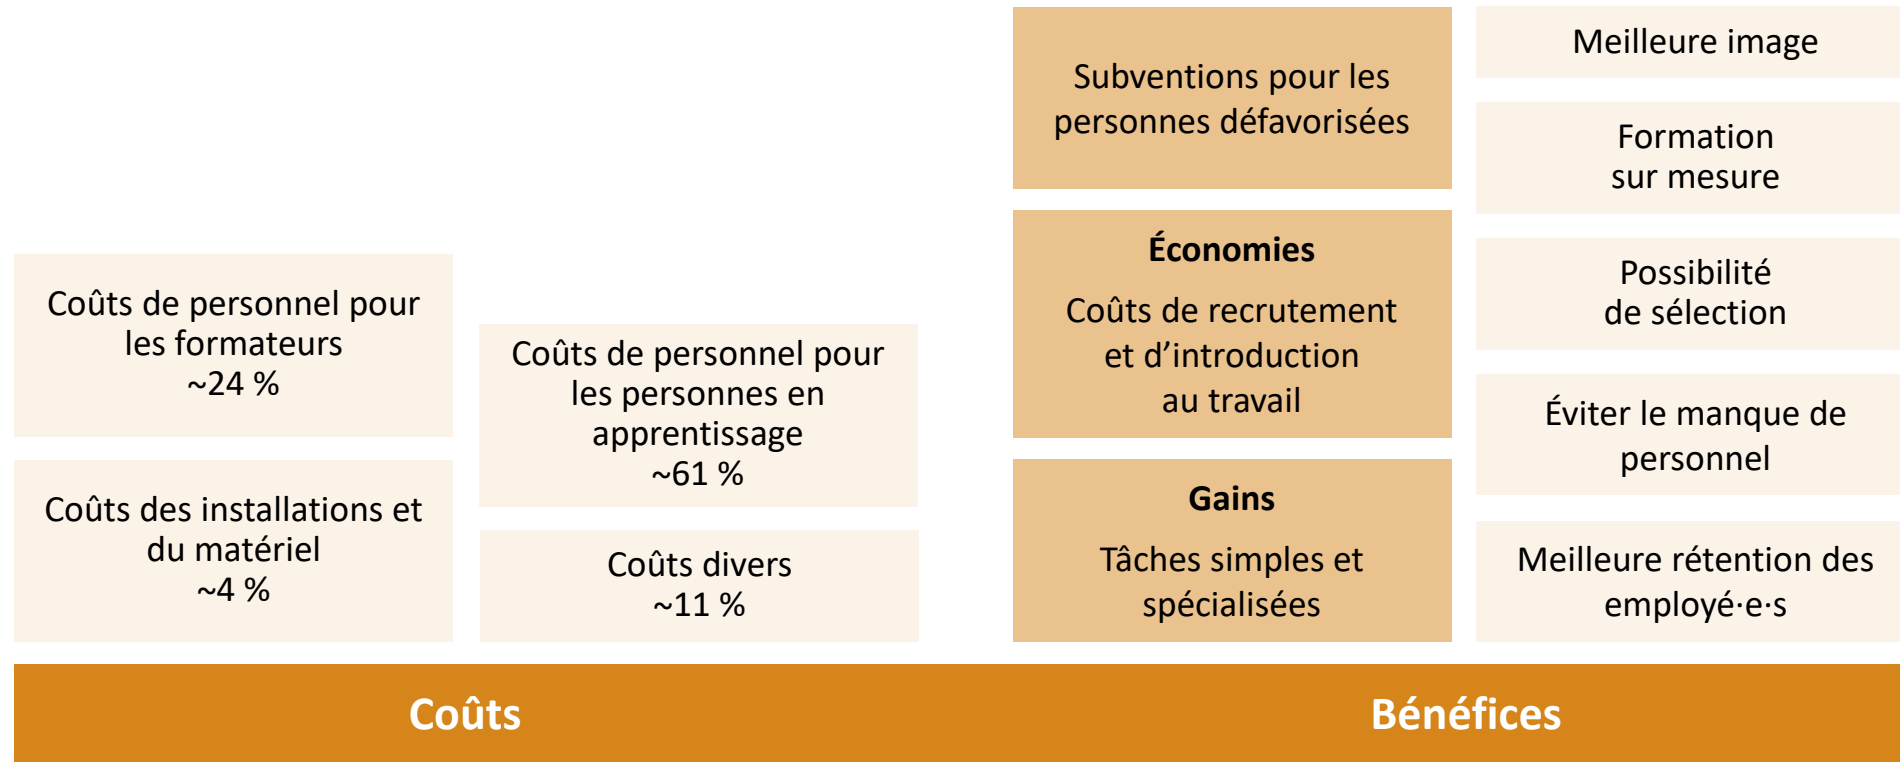 Coûts de personnel pour
les formateurs
~24 %
Coûts des installations et
du matériel
~4 %
Coûts de personnel pour
les personnes en
apprentissage
~61 %
Coûts divers
~11 %
Subventions pour les
personnes défavorisées
Économies
Coûts de recrutement
et d’introduction
au travail
Gains
Tâches simples et
spécialisées
Meilleure image
Formation
sur mesure
Possibilité
de sélection
Éviter le manque de
personnel
Meilleure rétention des
employé·e·s
Coûts
Bénéfices